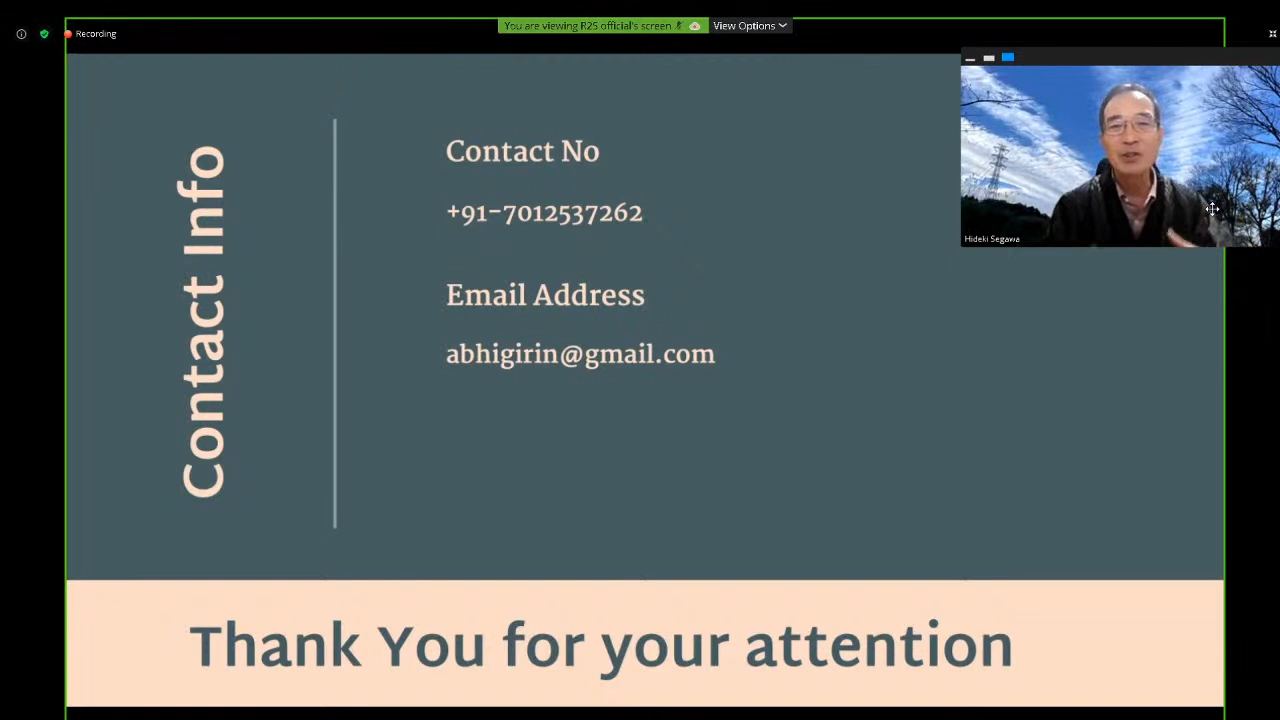 You are viewing R2S official's screen
View Options
Recording
Contact Info
Contact No
+91-7012537262
Email Address
abhigirin@gmail.com
Hideki Segawa
Thank You for your attention